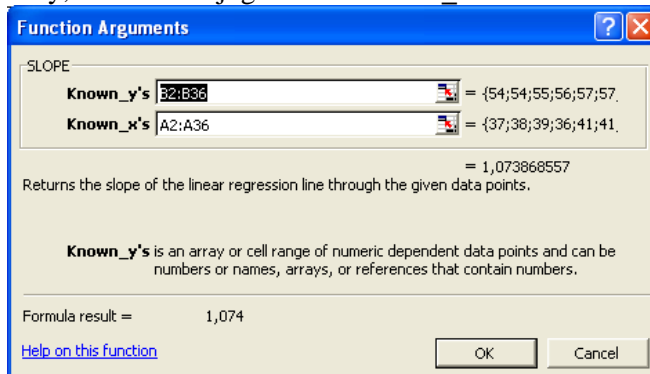 Function Arguments
SLOPE
Known_y's B2:B36 = {54;54;55;56;57;57
Known_x's A2:A36 = {37;38;39;36;41;41
= 1,073868557
Returns the slope of the linear regression line through the given data points.
Known_y's is an array or cell range of numeric dependent data points and can be
numbers or names, arrays, or references that contain numbers.
Formula result = 1,074
Help on this function OK Cancel